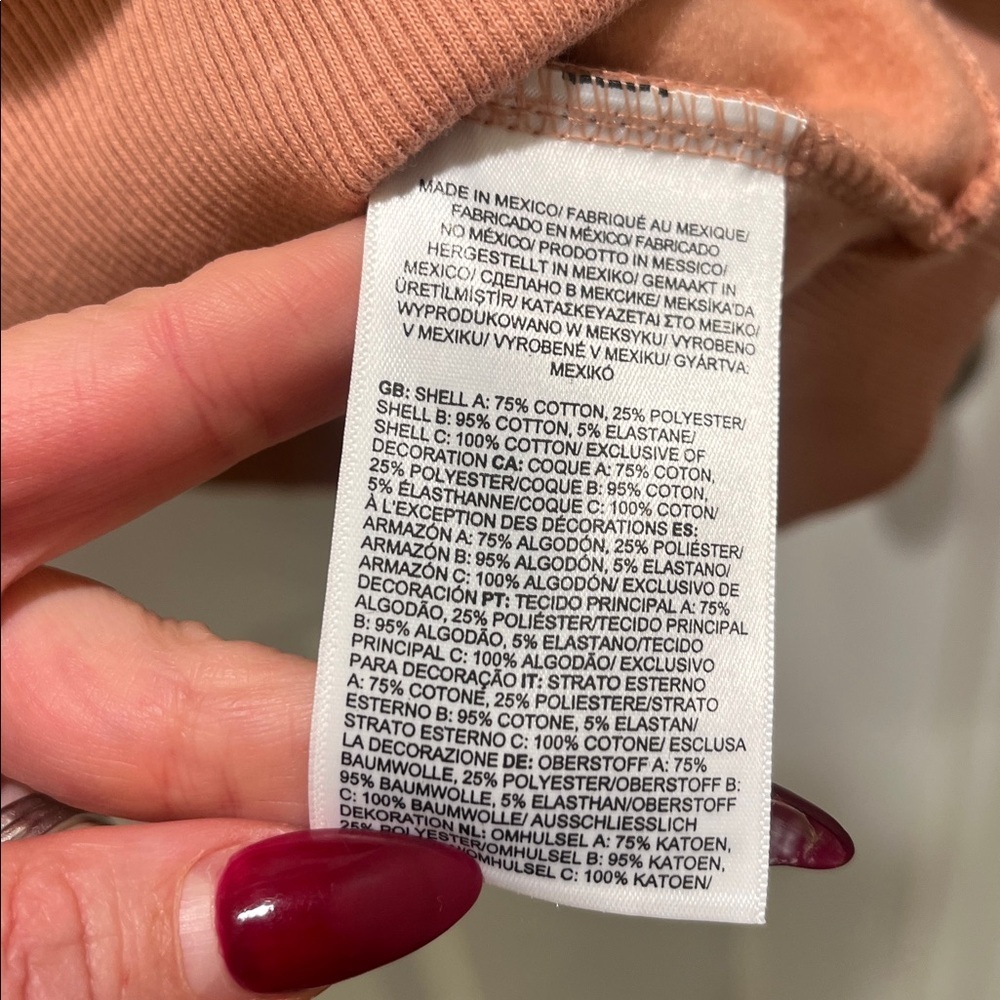 MADE IN MEXICO/ FABRIQUÉ AU MEXIQUE/
FABRICADO EN MÉXICO/ FABRICADO
NO MÉXICO/ PRODOTTO IN MESSICO/
HERGESTELLT IN MEXIKO/ GEMAAKT IN
MEXICO/ СДЕЛАНО В МЕКСИКЕ/ MEKSİKA'DA
ÜRETİLMİŞTİR/ ΚΑΤΑΣΚΕΥΑΖΕΤΑΙ ΣΤΟ ΜΕΞΙΚΟ/
WYPRODUKOWANO W MEKSYKU/ VYROBENO
V MEXIKU/ VYROBENÉ V MEXIKU/ GYÁRTVA:
MEXIKÓ
GB: SHELL A: 75% COTTON, 25% POLYESTER/
SHELL B: 95% COTTON, 5% ELASTANE/
SHELL C: 100% COTTON/ EXCLUSIVE OF
DECORATION CA: COQUE A: 75% COTON,
25% POLYESTER/COQUE B: 95% COTON,
5% ÉLASTHANNE/COQUE C: 100% COTON/
À L'EXCEPTION DES DÉCORATIONS ES:
ARMAZÓN A: 75% ALGODÓN, 25% POLIÉSTER/
ARMAZÓN B: 95% ALGODÓN, 5% ELASTANO/
ARMAZÓN C: 100% ALGODÓN/ EXCLUSIVO DE
DECORACIÓN PT: TECIDO PRINCIPAL A: 75%
ALGODÃO, 25% POLIÉSTER/TECIDO PRINCIPAL
B: 95% ALGODÃO, 5% ELASTANO/TECIDO
PRINCIPAL C: 100% ALGODÃO/ EXCLUSIVO
PARA DECORAÇÃO IT: STRATO ESTERNO
A: 75% COTONE, 25% POLIESTERE/STRATO
ESTERNO B: 95% COTONE, 5% ELASTAN/
STRATO ESTERNO C: 100% COTONE/ ESCLUSA
LA DECORAZIONE DE: OBERSTOFF A: 75%
BAUMWOLLE, 25% POLYESTER/OBERSTOFF B:
95% BAUMWOLLE, 5% ELASTHAN/OBERSTOFF
C: 100% BAUMWOLLE/ AUSSCHLIESSLICH
DEKORATION NL: OMHULSEL A: 75% KATOEN,
25% POLYESTER/OMHULSEL B: 95% KATOEN,
/OMHULSEL C: 100% KATOEN/